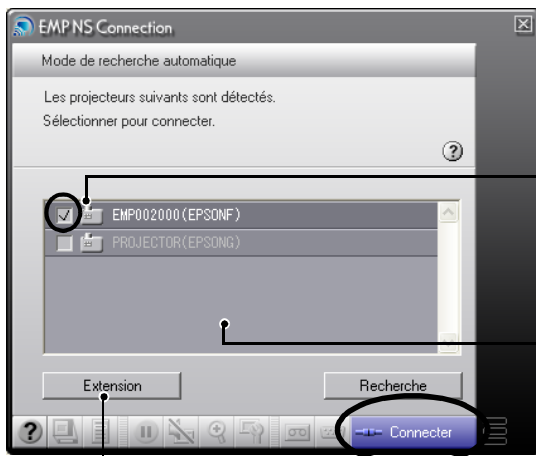 EMP NS Connection
Mode de recherche automatique
Les projecteurs suivants sont détectés.
Sélectionner pour connecter.
EMP002000(EPSONF)
PROJECTOR(EPSONG)
Extension
Recherche
Connecter